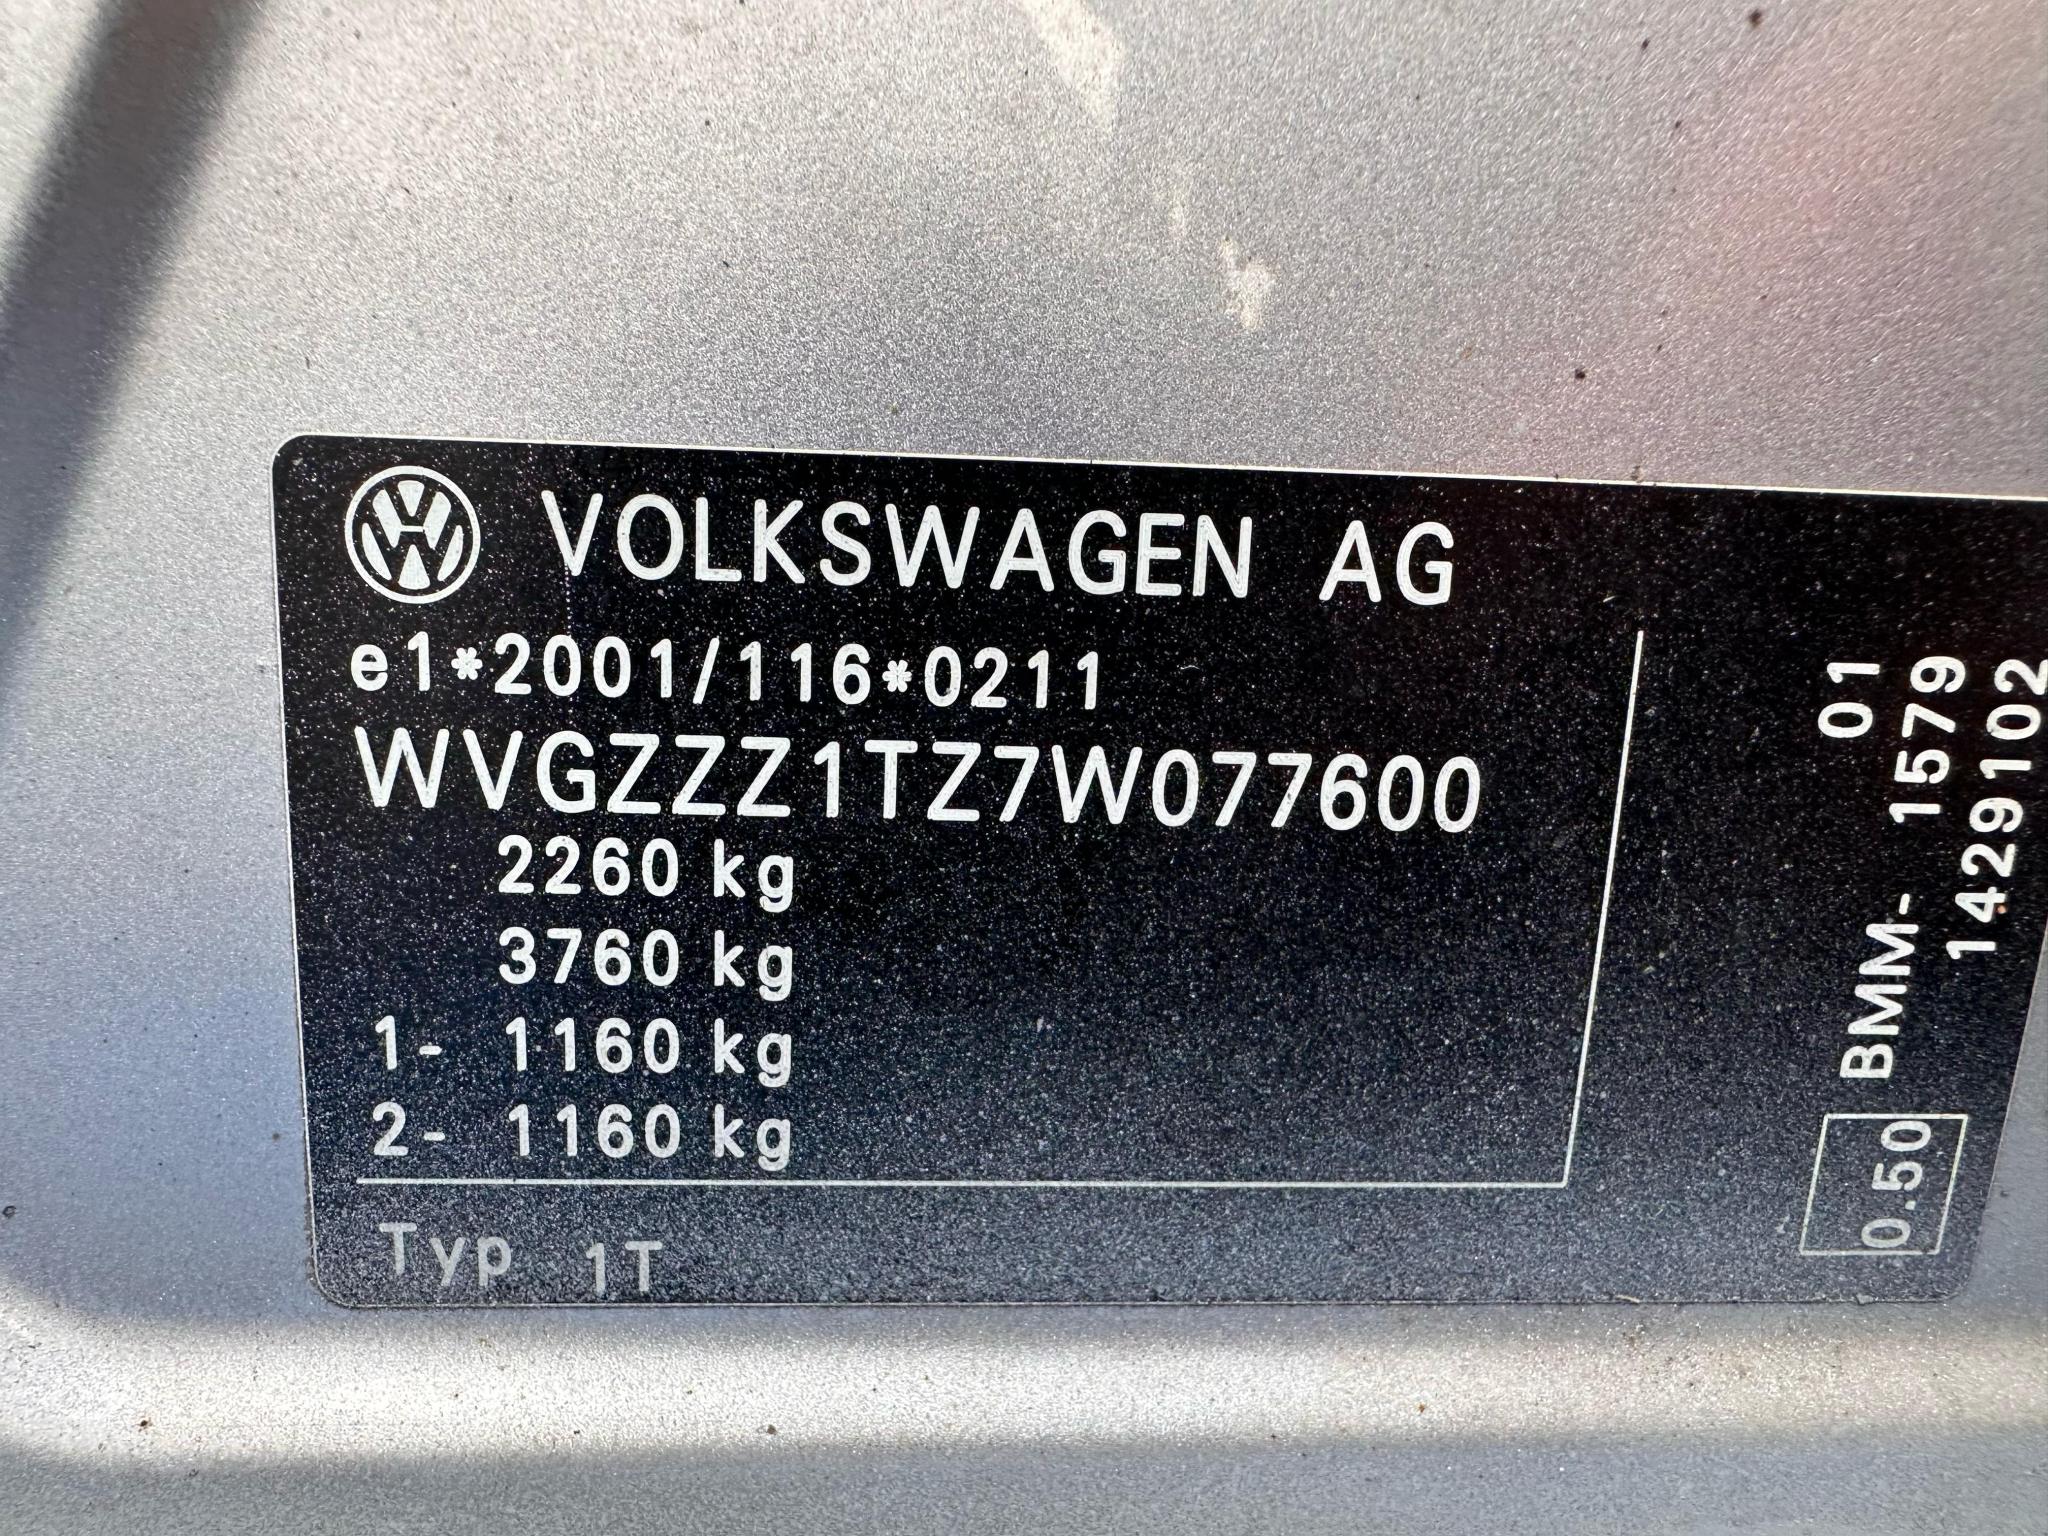 VOLKSWAGEN AG
e1*2001/116*0211
WVGZZZ1TZ7W077600
2260 kg
3760 kg
1- 1160 kg
2- 1160 kg
Typ 1T
01
0.50 BMM- 1579
1429102